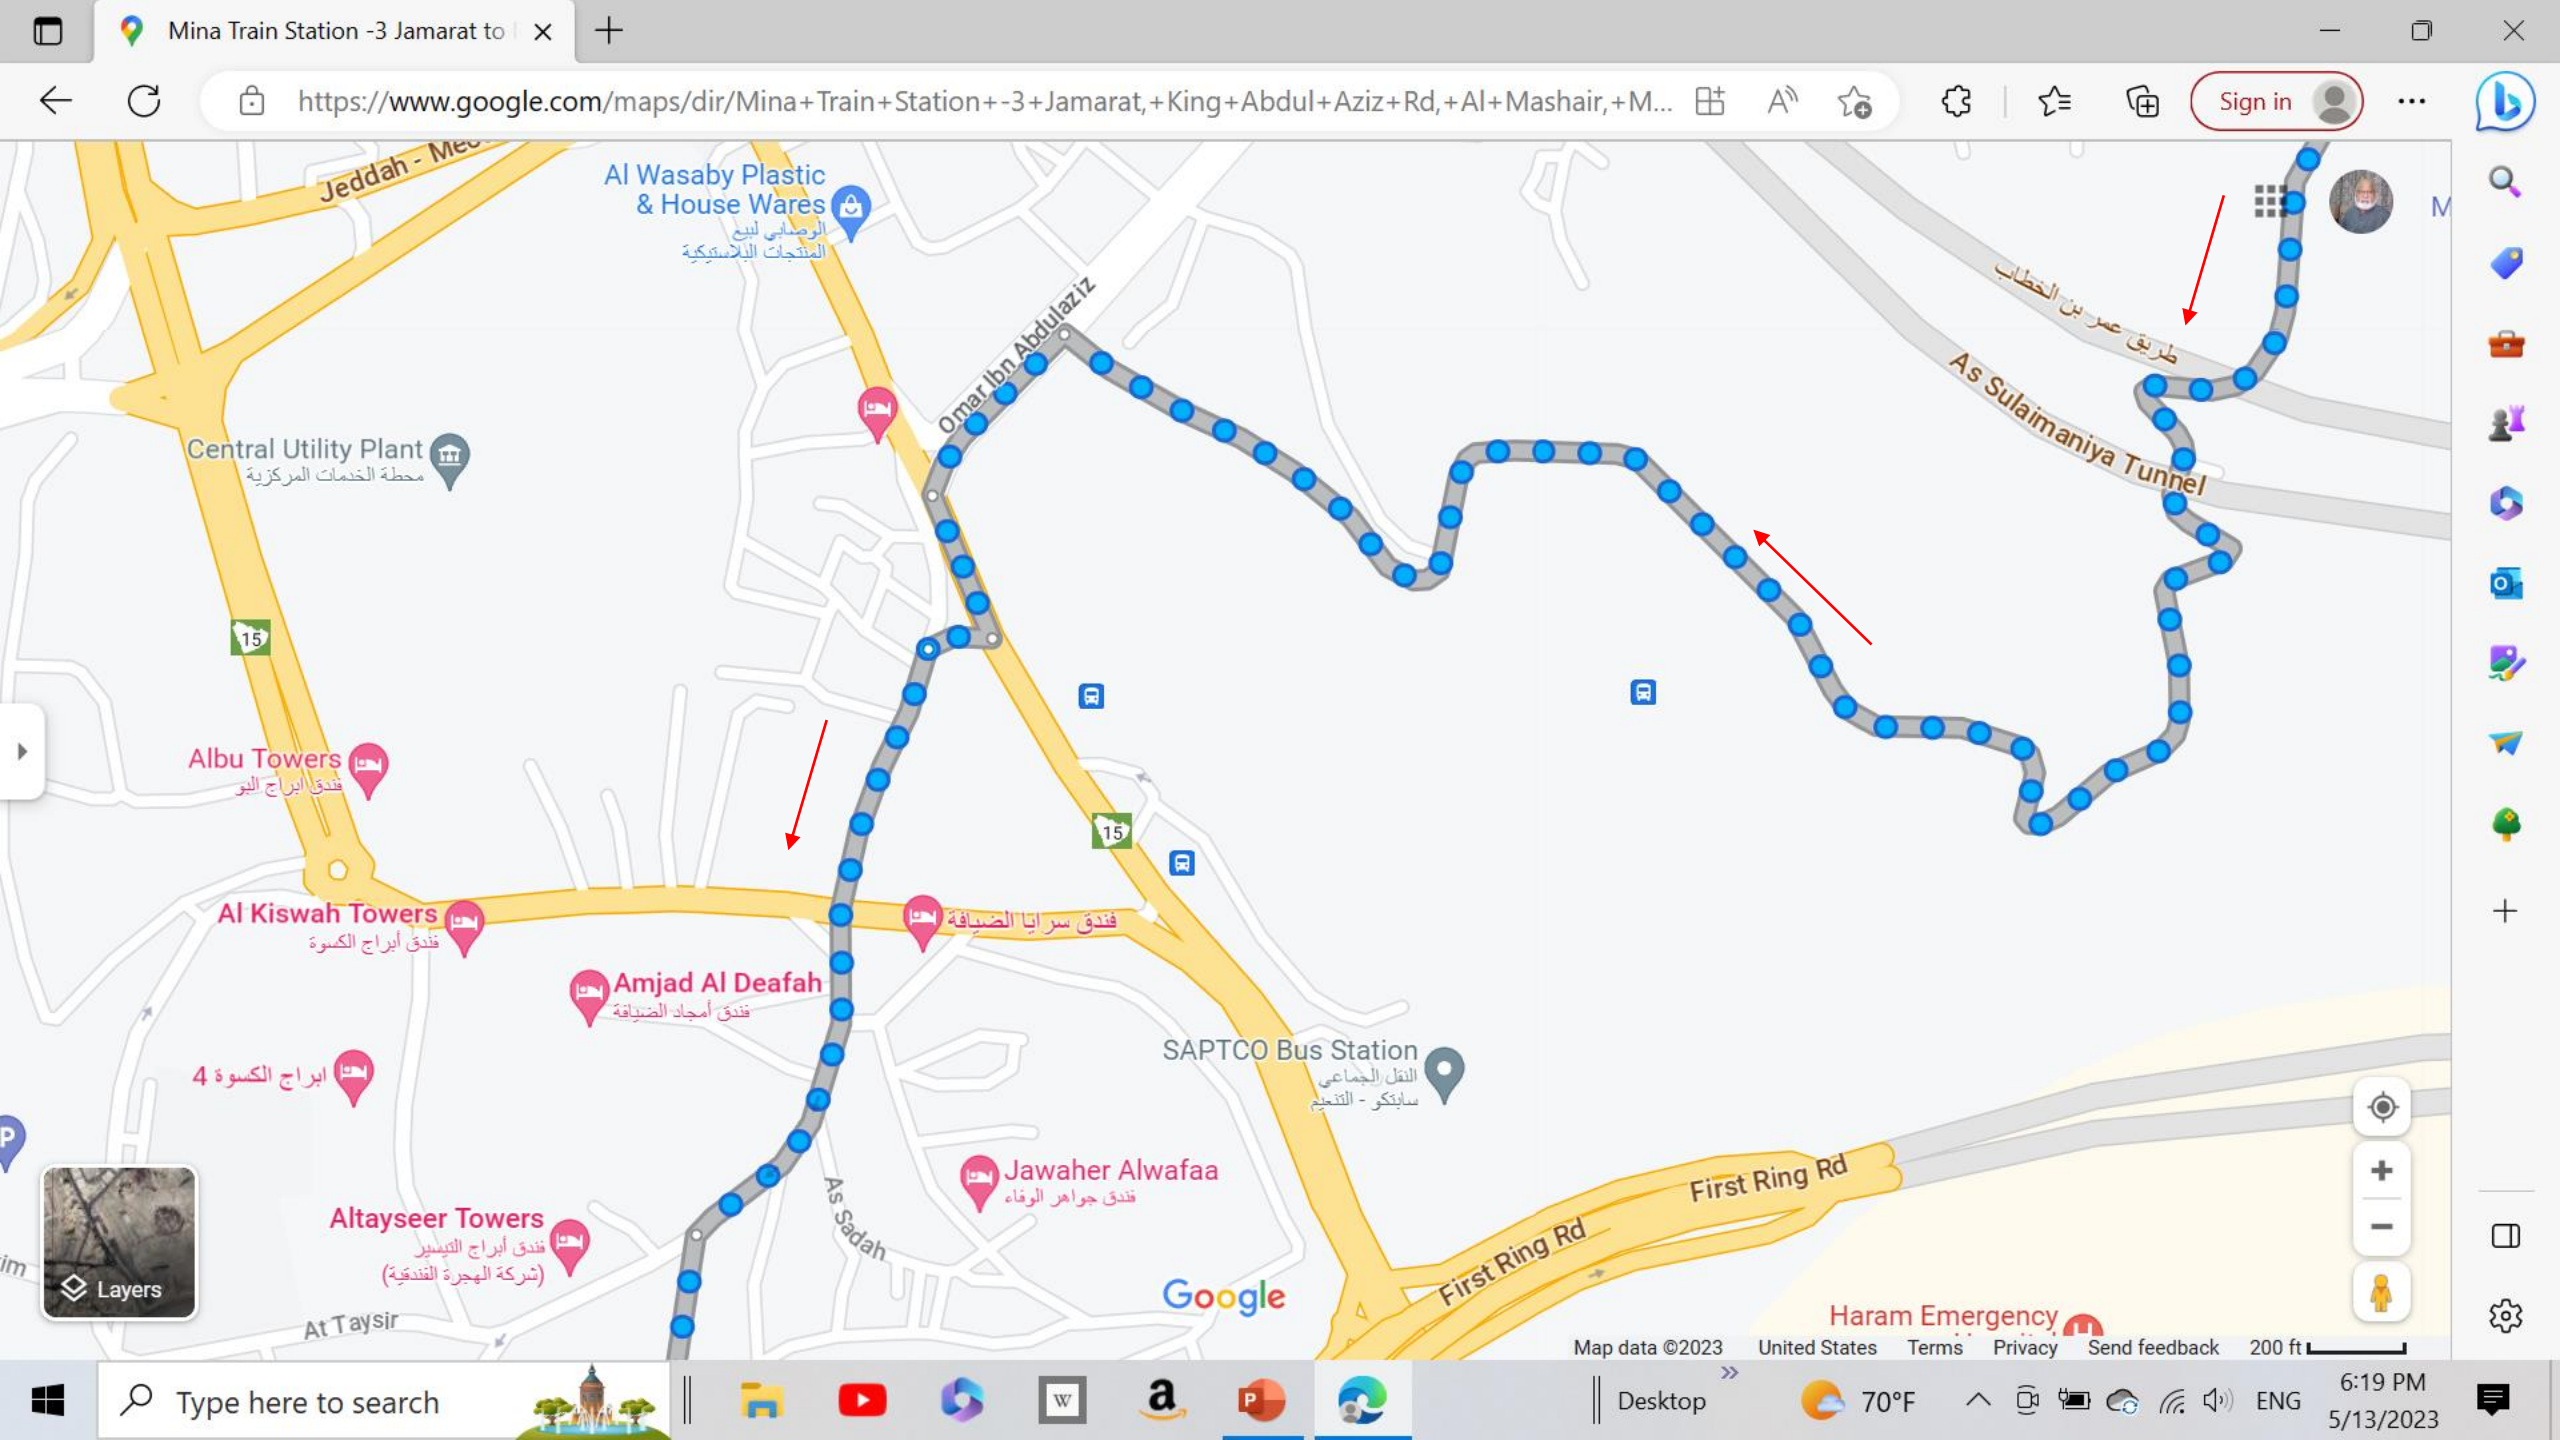 Mina Train Station -3 Jamarat to
https://www.google.com/maps/dir/Mina+Train+Station+-3+Jamarat,+King+Abdul+Aziz+Rd,+Al+Mashair,+M...
Sign in
Jeddah - Me
Al Wasaby Plastic
& House Wares
الوصابي لبيع
المنتجات البلاستيكية
M
طريق عمر بن الخطاب
Omar Ibn Abdulaziz
As Sulaimaniya Tunnel
Central Utility Plant
محطة الخدمات المركزية
15
Albu Towers
فندق ابراج البو
15
Al Kiswah Towers
فندق أبراج الكسوة
فندق سرايا الضيافة
Amjad Al Deafah
فندق أمجاد الضيافة
SAPTCO Bus Station
النقل الجماعي
سابتكو - التنعيم
ابراج الكسوة 4
P
Jawaher Alwafaa
فندق جواهر الوفاء
First Ring Rd
First Ring Rd
As Sadah
Altayseer Towers
فندق أبراج التيسير
(شركة الهجرة الفندقية)
im
Layers
At Taysir
Google
Haram Emergency
Map data ©2023 United States Terms Privacy Send feedback 200 ft
Type here to search
W
a
P
Desktop
70°F
ENG
6:19 PM
5/13/2023